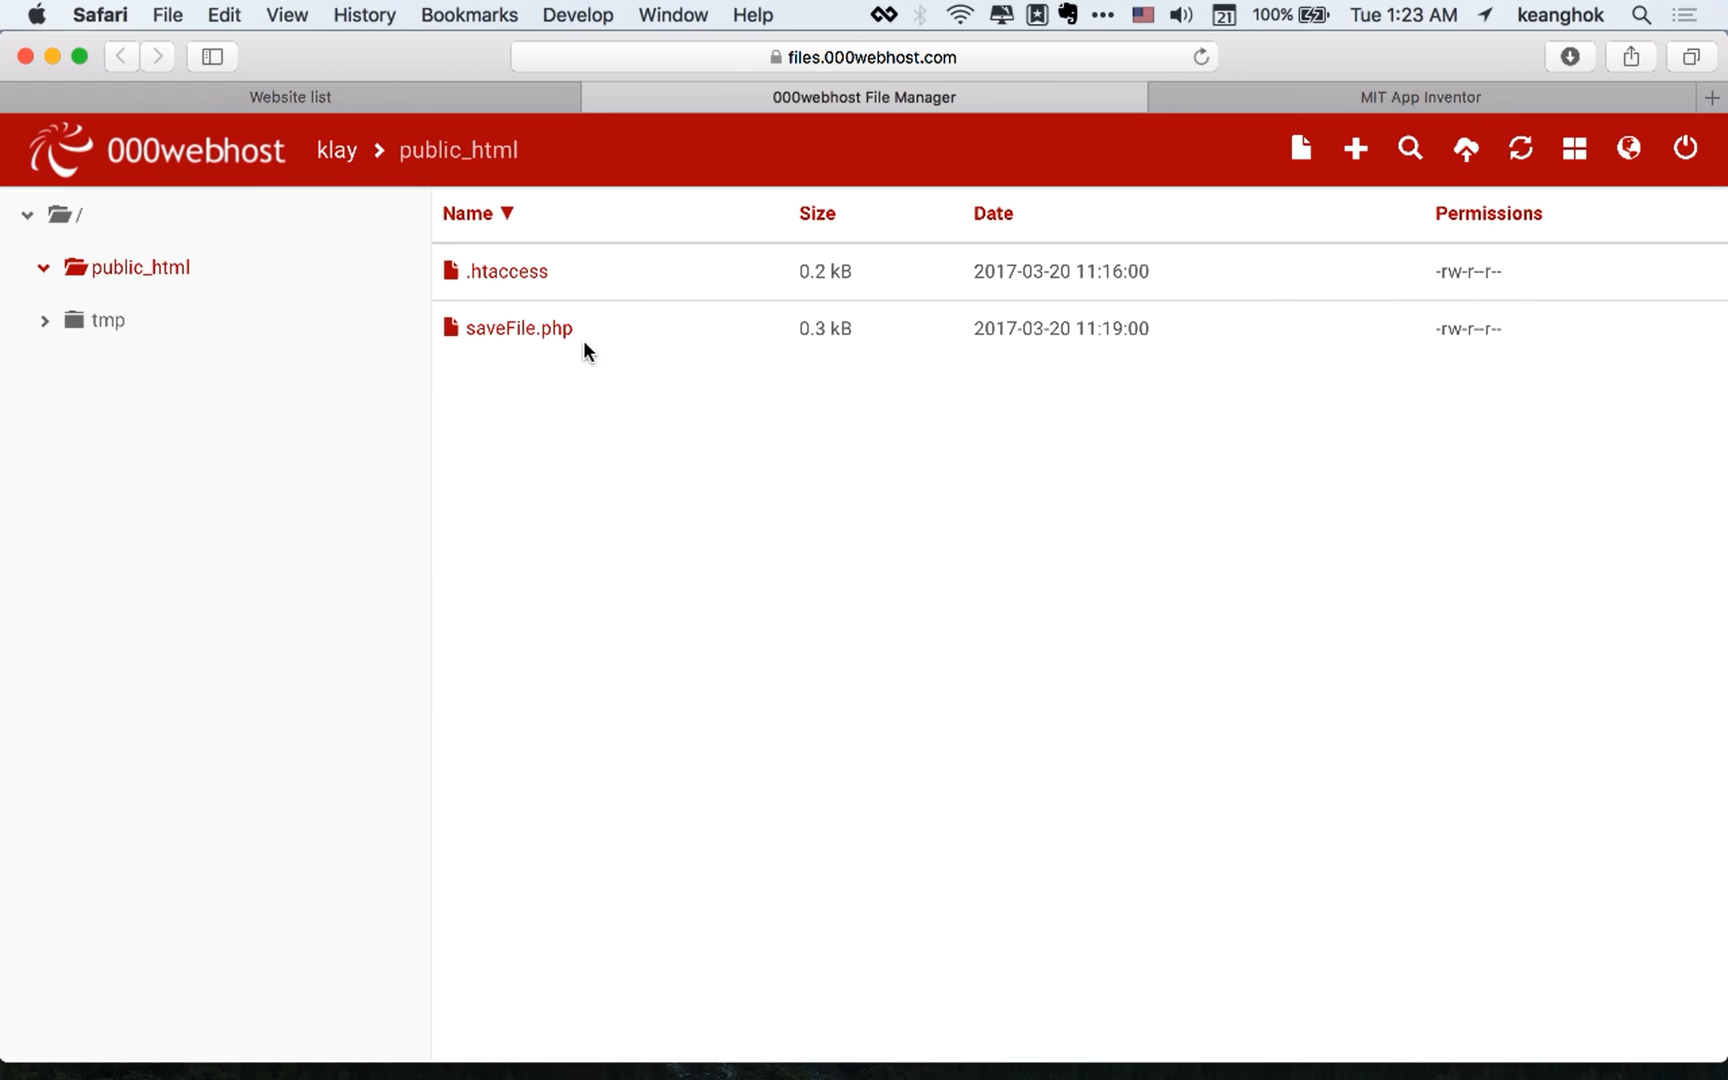 Safari File Edit View History Bookmarks Develop Window Help 21 100% Tue 1:23 AM keanghok
files.000webhost.com
Website list 000webhost File Manager MIT App Inventor +
000webhost klay > public_html
/
public_html
tmp
Name ▼ Size Date Permissions
.htaccess 0.2 kB 2017-03-20 11:16:00 -rw-r--r--
saveFile.php 0.3 kB 2017-03-20 11:19:00 -rw-r--r--